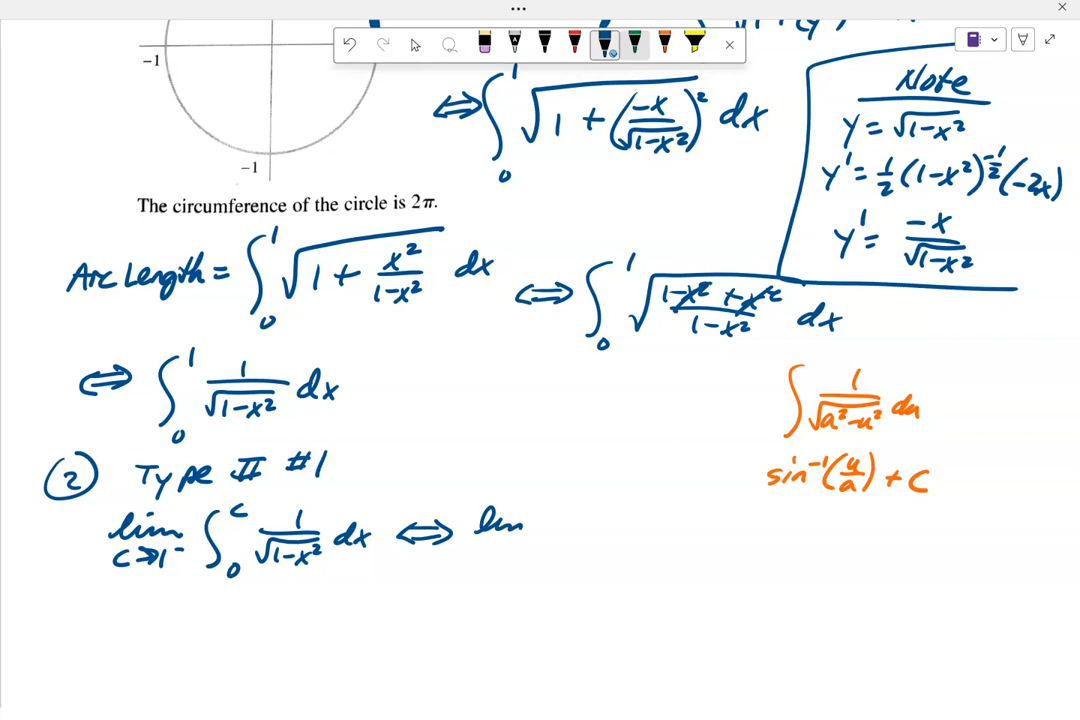 −1
−1
⇔ ∫₀¹ √(1 + (−x/√(1−x²))²) dx
Note
y = √(1−x²)
y' = 1/2 (1−x²)^(−1/2) (−2x)
y' = −x/√(1−x²)
The circumference of the circle is 2π.
Arc Length = ∫₀¹ √(1 + x²/(1−x²)) dx
⇔ ∫₀¹ √((1−x²+x²)/(1−x²)) dx
⇔ ∫₀¹ 1/√(1−x²) dx
∫ 1/√(a²−u²) du
sin⁻¹(u/a) + C
② Type II #1
lim c→1⁻ ∫₀ᶜ 1/√(1−x²) dx ⇔ lim